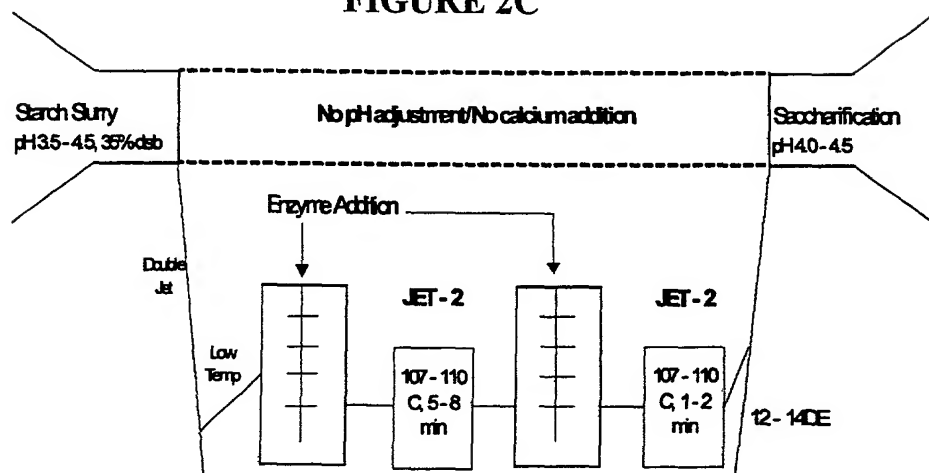 FIGURE 2C
Starch Slurry
pH 3.5 - 4.5, 35% dsb
No pH adjustment/No calcium addition
Saccharification
pH 4.0 - 4.5
Enzyme Addition
Double
Jet
Low
Temp
JET - 2
107 - 110
C, 5 - 8
min
JET - 2
107 - 110
C, 1 - 2
min
12 - 14DE